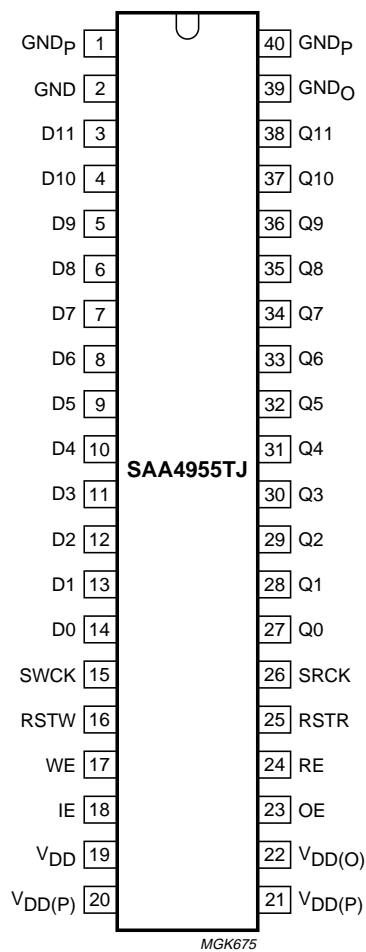 GNDP 1 40 GNDP
GND 2 39 GNDO
D11 3 38 Q11
D10 4 37 Q10
D9 5 36 Q9
D8 6 35 Q8
D7 7 34 Q7
D6 8 33 Q6
D5 9 32 Q5
D4 10 31 Q4
SAA4955TJ
D3 11 30 Q3
D2 12 29 Q2
D1 13 28 Q1
D0 14 27 Q0
SWCK 15 26 SRCK
RSTW 16 25 RSTR
WE 17 24 RE
IE 18 23 OE
VDD 19 22 VDD(O)
VDD(P) 20 21 VDD(P)
MGK675